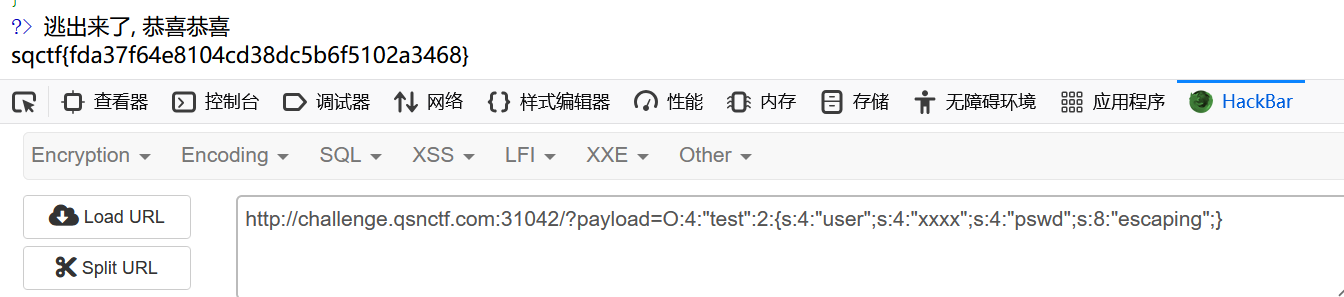 ?> 逃出来了, 恭喜恭喜
sqctf{fda37f64e8104cd38dc5b6f5102a3468}
查看器 控制台 调试器 网络 样式编辑器 性能 内存 存储 无障碍环境 应用程序 HackBar
Encryption Encoding SQL XSS LFI XXE Other
Load URL http://challenge.qsnctf.com:31042/?payload=O:4:"test":2:{s:4:"user";s:4:"xxxx";s:4:"pswd";s:8:"escaping";}
Split URL